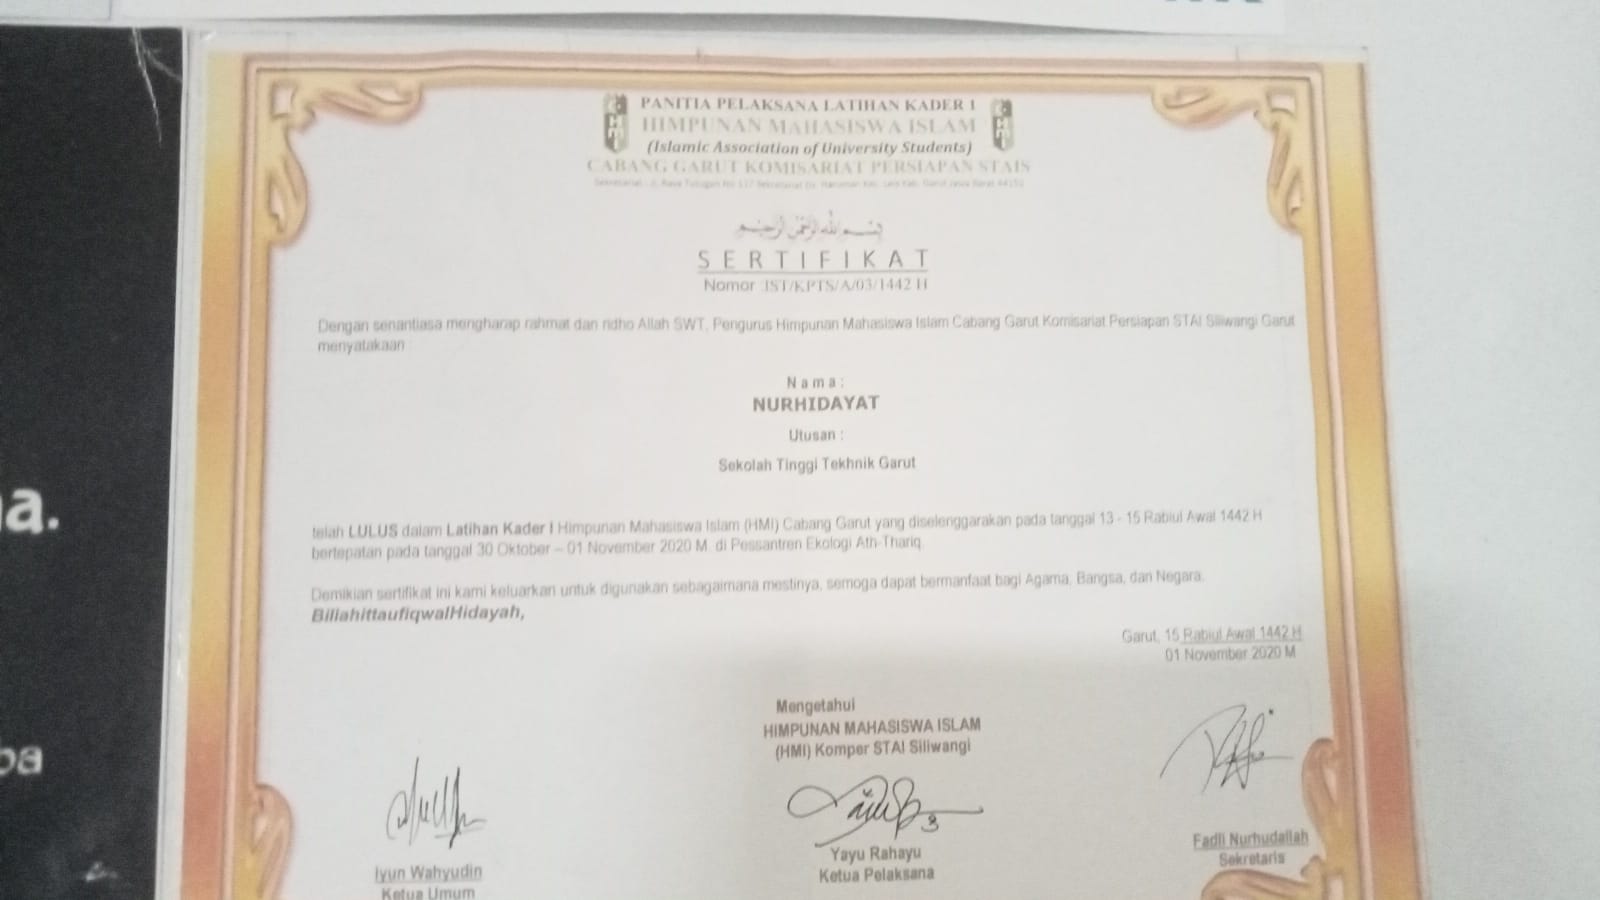 PANITIA PELAKSANA LATIHAN KADER 1
HIMPUNAN MAHASISWA ISLAM
(Islamic Association of University Students)
CABANG GARUT KOMISARIAT PERSIAPAN STAIS
بسم الله الرحمن الرحيم
SERTIFIKAT
Nomor :IST/KPTS/A/03/1442 H
Dengan senantiasa mengharap rahmat dan ridho Allah SWT, Pengurus Himpunan Mahasiswa Islam Cabang Garut Komisariat Persiapan STAI Siliwangi Garut
menyatakaan :
Nama :
NURHIDAYAT
Utusan :
Sekolah Tinggi Tekhnik Garut
telah LULUS dalam Latihan Kader I Himpunan Mahasiswa Islam (HMI) Cabang Garut yang diselenggarakan pada tanggal 13 - 15 Rabiul Awal 1442 H
bertepatan pada tanggal 30 Oktober – 01 November 2020 M. di Pessantren Ekologi Ath-Thariq.
Demikian sertifikat ini kami keluarkan untuk digunakan sebagaimana mestinya, semoga dapat bermanfaat bagi Agama, Bangsa, dan Negara.
BillahittaufiqwalHidayah,
Garut, 15 Rabiul Awal 1442 H
01 November 2020 M
Mengetahui
HIMPUNAN MAHASISWA ISLAM
(HMI) Komper STAI Siliwangi
Iyun Wahyudin
Ketua Umum
Yayu Rahayu
Ketua Pelaksana
Fadli Nurhudallah
Sekretaris
a.
ba